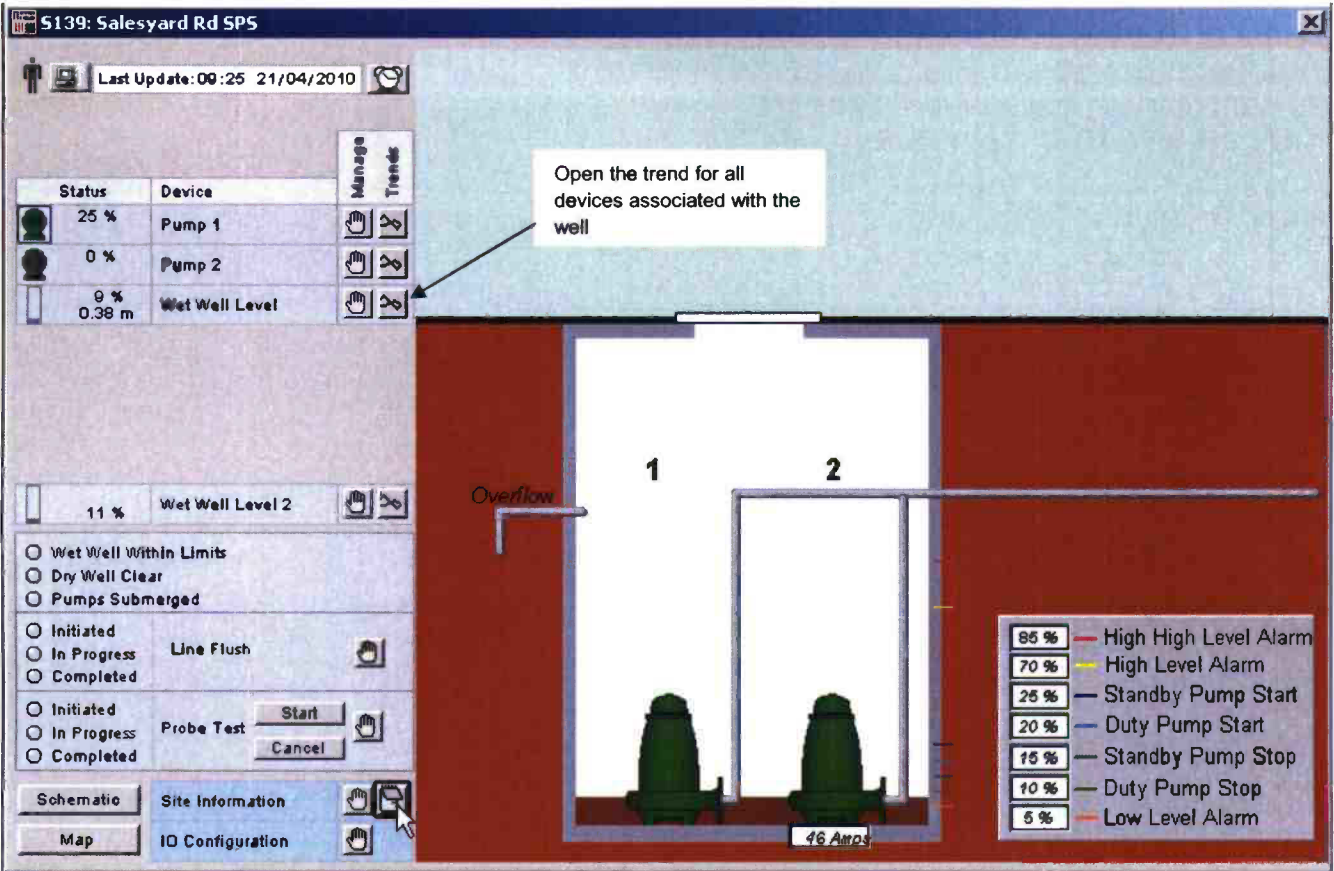 S139: Salesyard Rd SPS
Last Update: 09:25 21/04/2010
Manage
Trends
Status
Device
25 %
Pump 1
0 %
Pump 2
9 %
0.38 m
Wet Well Level
Open the trend for all
devices associated with the
well
11 %
Wet Well Level 2
Wet Well Within Limits
Dry Well Clear
Pumps Submerged
Initiated
In Progress
Completed
Line Flush
Initiated
In Progress
Completed
Probe Test
Start
Cancel
Schematic
Site Information
Map
IO Configuration
Overflow
1
2
46 Amps
85 % High High Level Alarm
70 % High Level Alarm
25 % Standby Pump Start
20 % Duty Pump Start
15 % Standby Pump Stop
10 % Duty Pump Stop
5 % Low Level Alarm